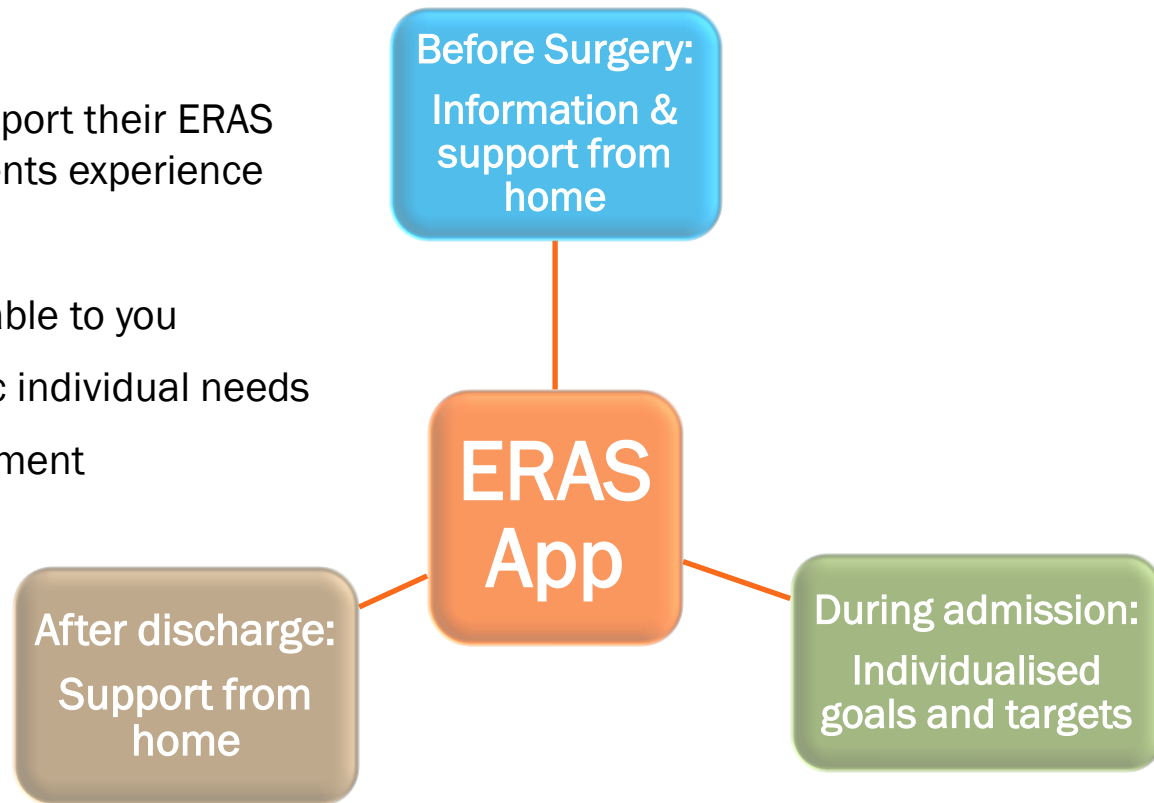 Before Surgery:
Information &
support from
home
port their ERAS
nts experience
able to you
c individual needs
ment
ERAS
App
After discharge:
Support from
home
During admission:
Individualised
goals and targets